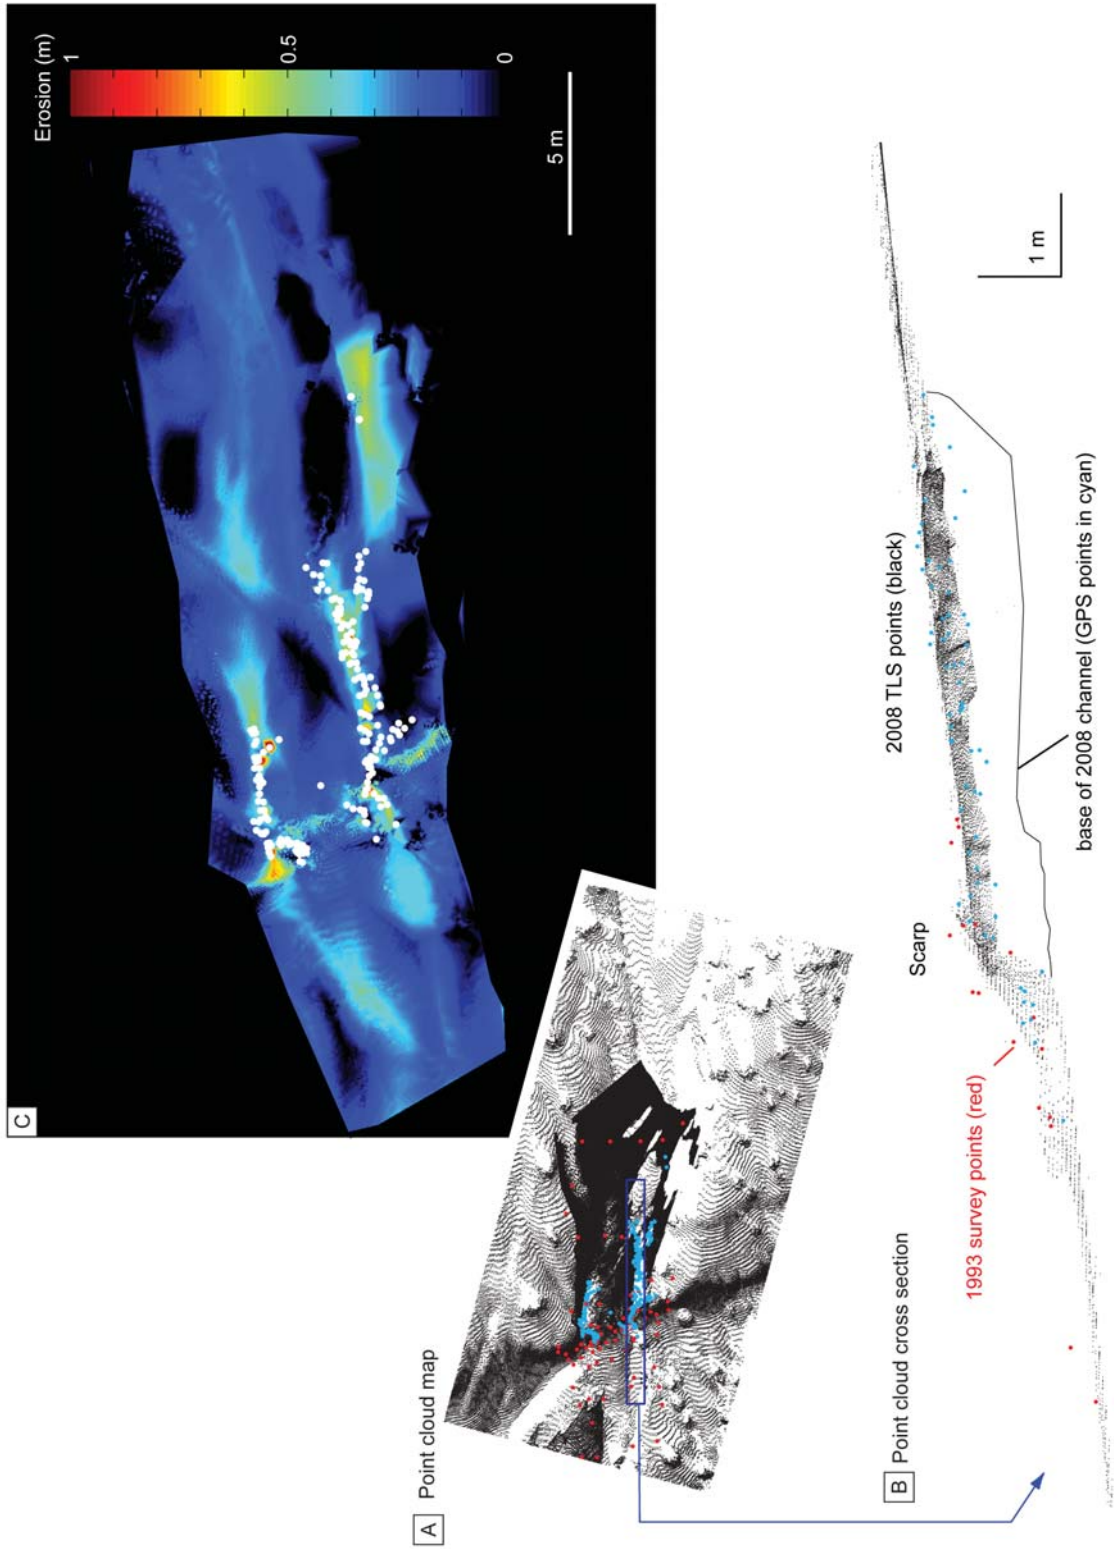 A
Point cloud map
B
Point cloud cross section
1993 survey points (red)
Scarp
2008 TLS points (black)
base of 2008 channel (GPS points in cyan)
1 m
C
Erosion (m)
1
0.5
0
5 m